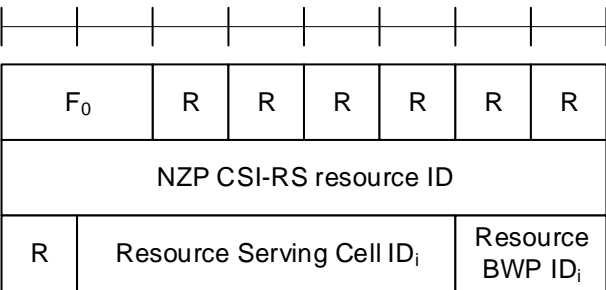 F₀ R R R R R R
NZP CSI-RS resource ID
R Resource Serving Cell IDᵢ Resource
BWP IDᵢ